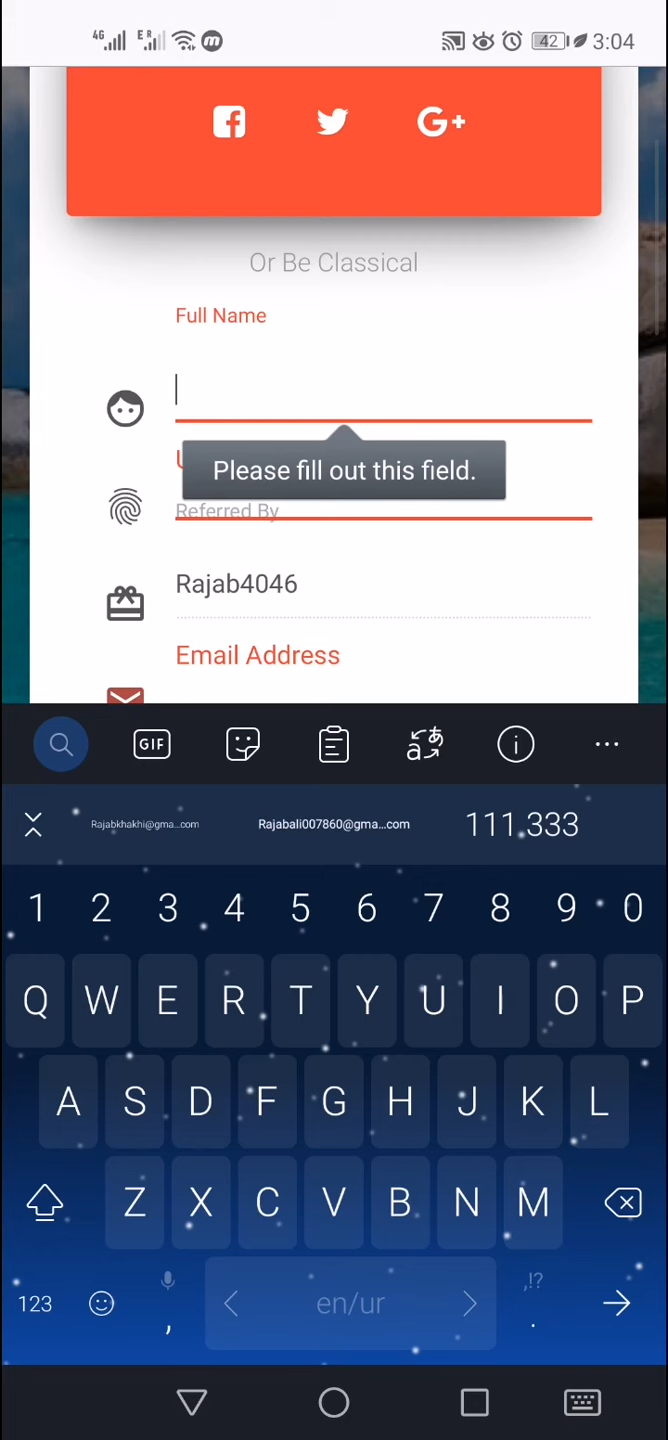 4G E R 42 3:04
G+
Or Be Classical
Full Name
Please fill out this field.
Referred By
Rajab4046
Email Address
GIF
Rajabkhakhi@gma...com Rajabali007860@gma...com 111.333
1 2 3 4 5 6 7 8 9 0
Q W E R T Y U I O P
A S D F G H J K L
Z X C V B N M
123 , en/ur ,!? .